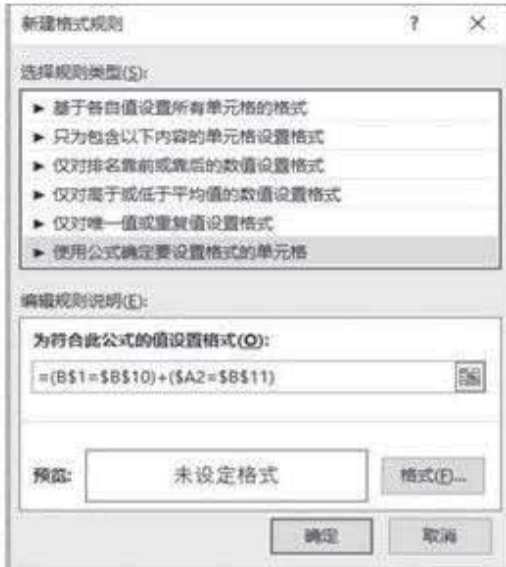 新建格式规则 ? ×
选择规则类型(S):
► 基于各自值设置所有单元格的格式
► 只为包含以下内容的单元格设置格式
► 仅对排名靠前或靠后的数值设置格式
► 仅对高于或低于平均值的数值设置格式
► 仅对唯一值或重复值设置格式
► 使用公式确定要设置格式的单元格
编辑规则说明(E):
为符合此公式的值设置格式(O):
=(B$1=$B$10)+($A2=$B$11)
预览:
未设定格式
格式(F)...
确定
取消